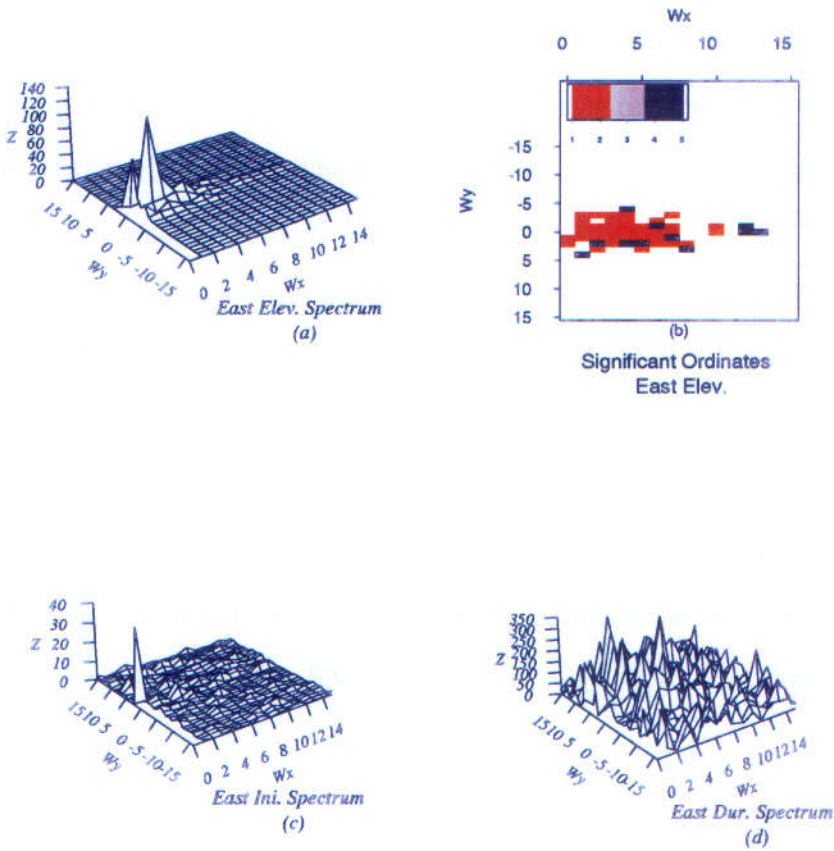 Wx
0 5 10 15
1 2 3 4 5
Wy
-15
-10
-5
0
5
10
15
(b)
Significant Ordinates
East Elev.
140
120
100
80
60
40
20
0
Z
15 10 5 0 -5 -10 -15
Wy
0 2 4 6 8 10 12 14
Wx
East Elev. Spectrum
(a)
40
30
20
10
0
Z
15 10 5 0 -5 -10 -15
Wy
0 2 4 6 8 10 12 14
Wx
East Ini. Spectrum
(c)
350
300
250
200
150
100
50
0
Z
15 10 5 0 -5 -10 -15
Wy
0 2 4 6 8 10 12 14
Wx
East Dur. Spectrum
(d)